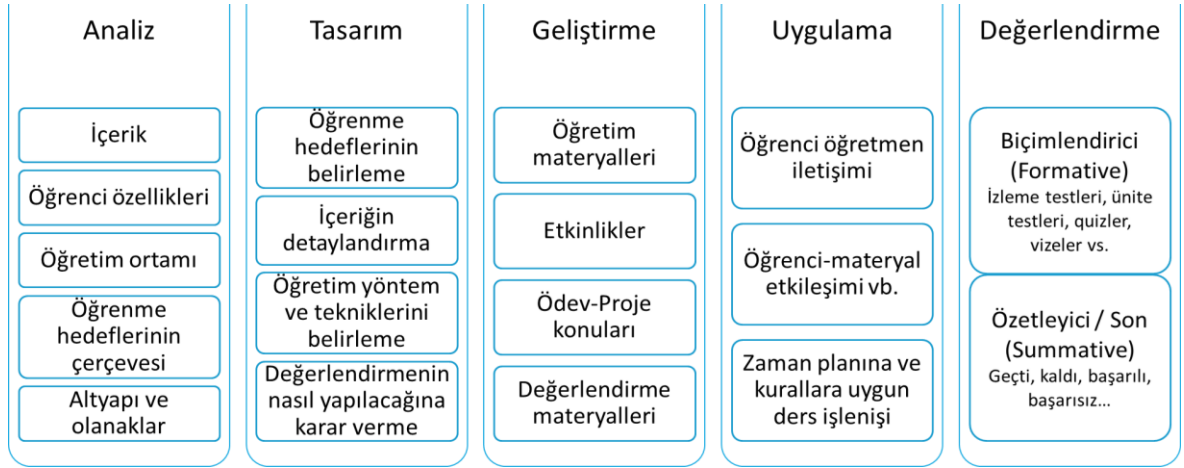 Analiz
İçerik
Öğrenci özellikleri
Öğretim ortamı
Öğrenme
hedeflerinin
çerçevesi
Altyapı ve
olanaklar
Tasarım
Öğrenme
hedeflerinin
belirleme
İçeriğin
detaylandırma
Öğretim yöntem
ve tekniklerini
belirleme
Değerlendirmenin
nasıl yapılacağına
karar verme
Geliştirme
Öğretim
materyalleri
Etkinlikler
Ödev-Proje
konuları
Değerlendirme
materyalleri
Uygulama
Öğrenci öğretmen
iletişimi
Öğrenci-materyal
etkileşimi vb.
Zaman planına ve
kurallara uygun
ders işlenişi
Değerlendirme
Biçimlendirici
(Formative)
İzleme testleri, ünite
testleri, quizler,
vizeler vs.
Özetleyici / Son
(Summative)
Geçti, kaldı, başarılı,
başarısız...